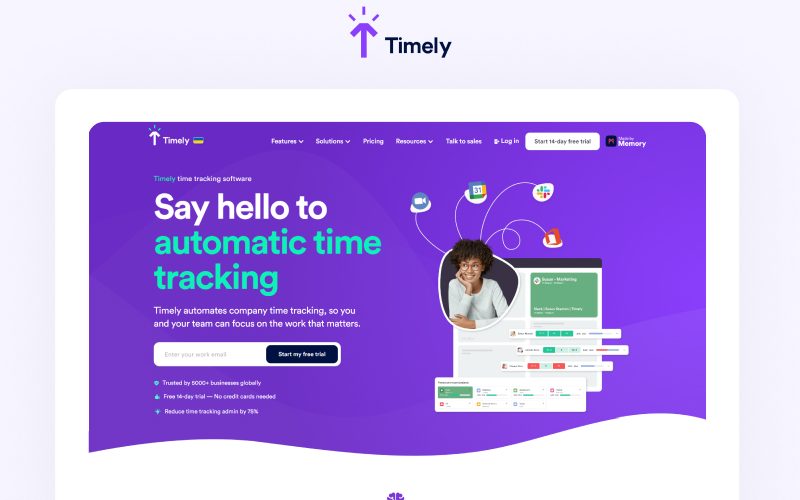 Timely
Timely
Features
Solutions
Pricing
Resources
Talk to sales
Log in
Start 14-day free trial
Made by
Memory
Timely time tracking software
Say hello to
automatic time
tracking
Timely automates company time tracking, so you
and your team can focus on the work that matters.
Enter your work email
Start my free trial
Trusted by 5000+ businesses globally
Free 14-day trial — No credit cards needed
Reduce time tracking admin by 75%
31
Susan - Marketing